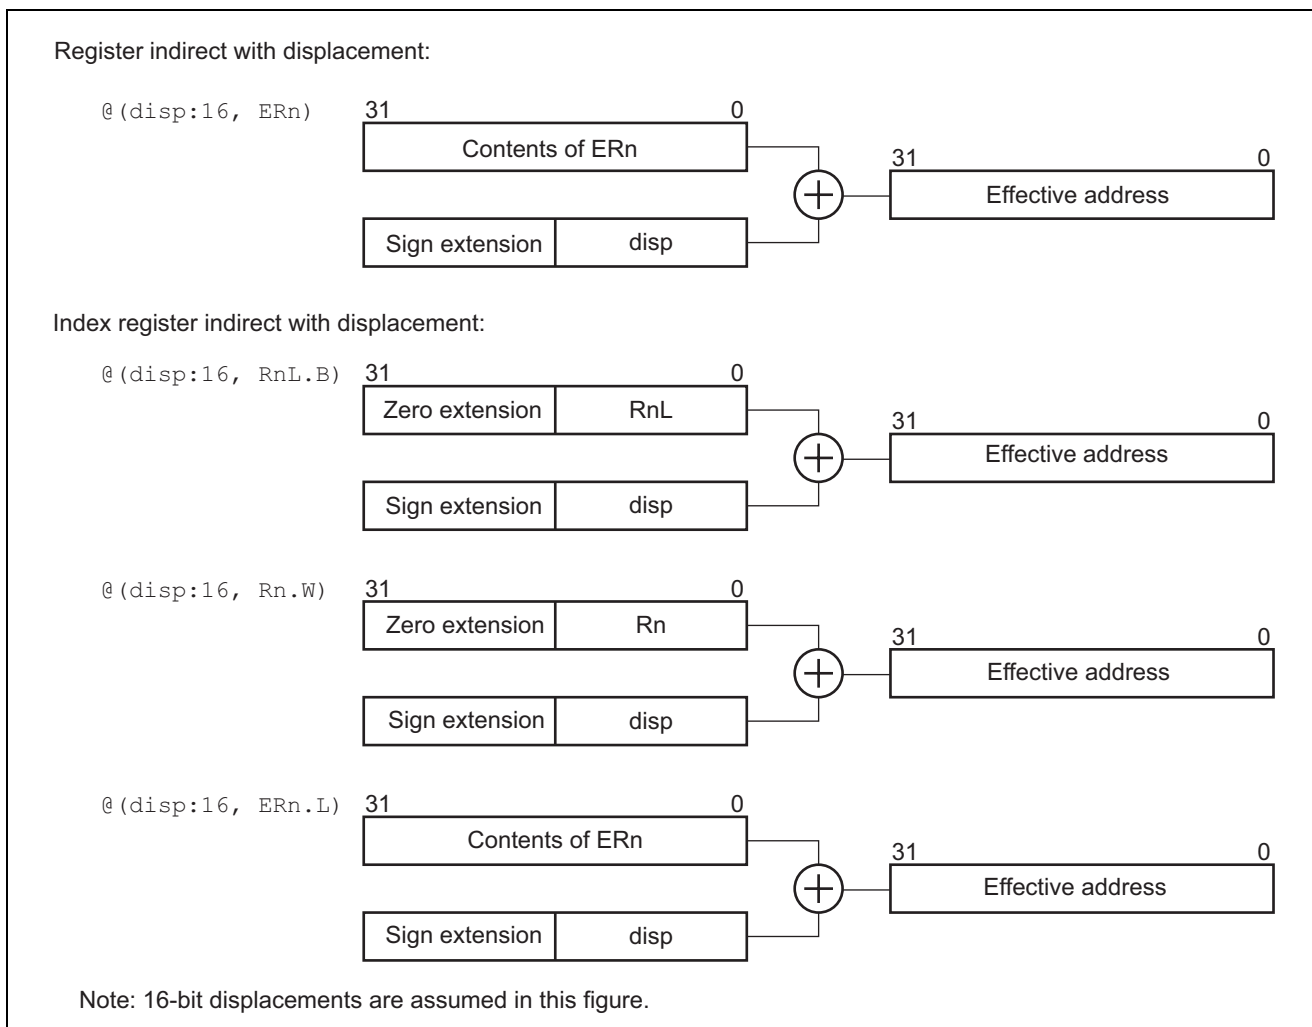 Register indirect with displacement:
@(disp:16, ERn)
31 0
Contents of ERn
31 0
Effective address
Sign extension disp
Index register indirect with displacement:
@(disp:16, RnL.B)
31 0
Zero extension RnL
31 0
Effective address
Sign extension disp
@(disp:16, Rn.W)
31 0
Zero extension Rn
31 0
Effective address
Sign extension disp
@(disp:16, ERn.L)
31 0
Contents of ERn
31 0
Effective address
Sign extension disp
Note: 16-bit displacements are assumed in this figure.